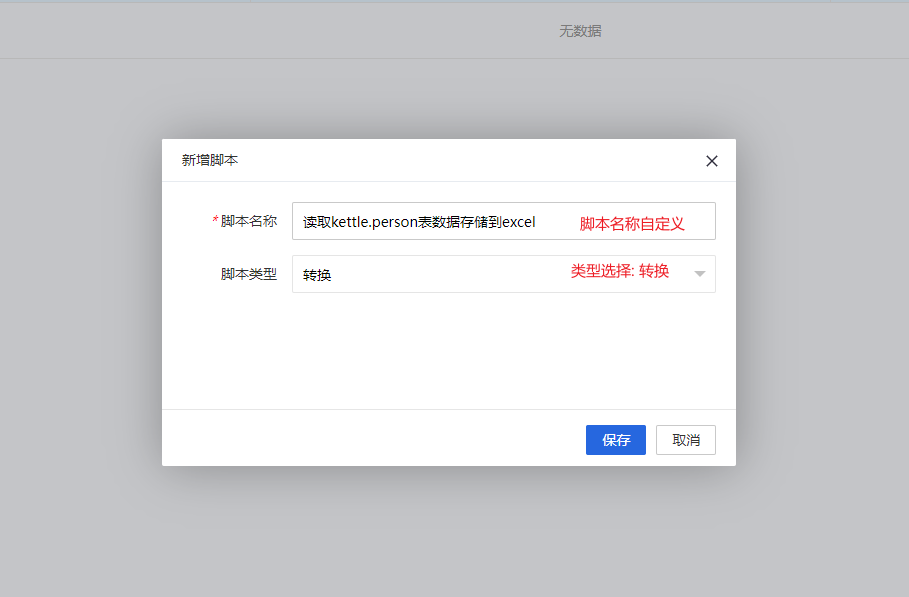 无数据
新增脚本
*脚本名称 读取kettle.person表数据存储到excel 脚本名称自定义
脚本类型 转换 类型选择: 转换
保存 取消